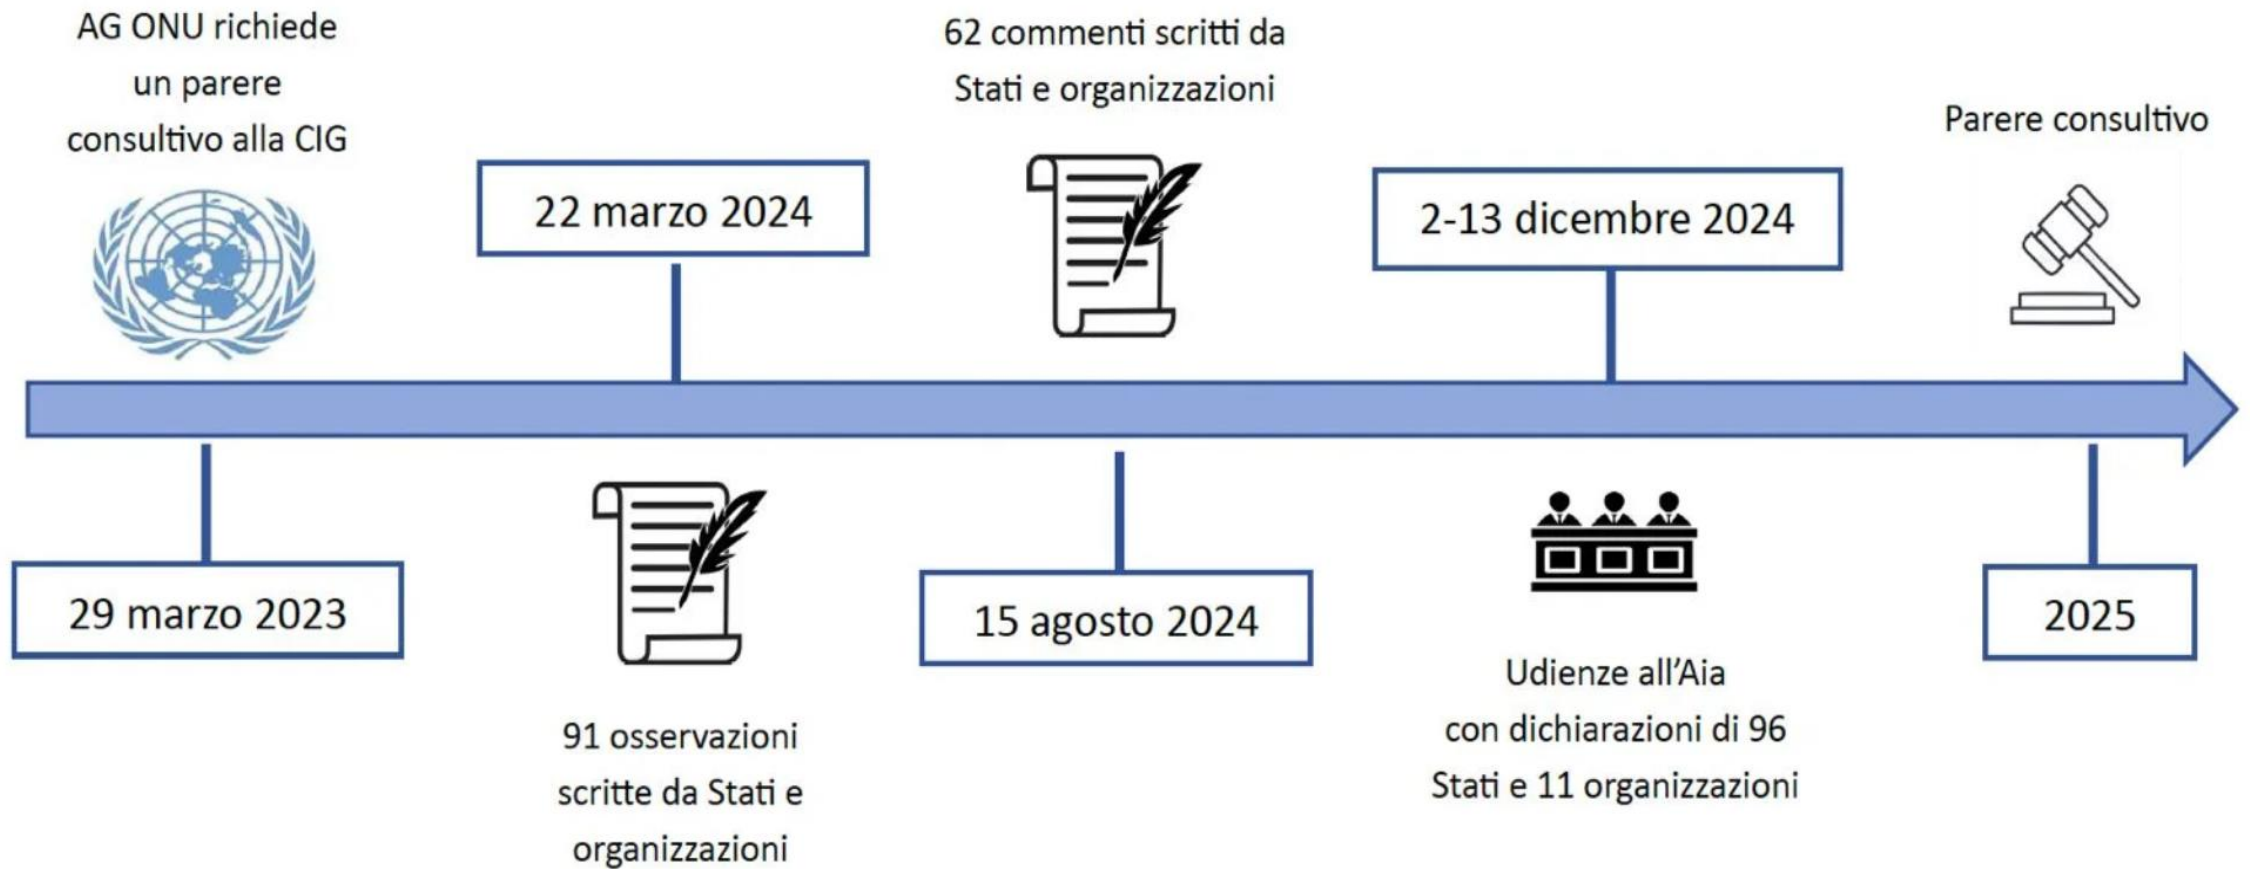 AG ONU richiede
un parere
consultivo alla CIG
29 marzo 2023
22 marzo 2024
91 osservazioni
scritte da Stati e
organizzazioni
62 commenti scritti da
Stati e organizzazioni
15 agosto 2024
2-13 dicembre 2024
Udienze all’Aia
con dichiarazioni di 96
Stati e 11 organizzazioni
Parere consultivo
2025